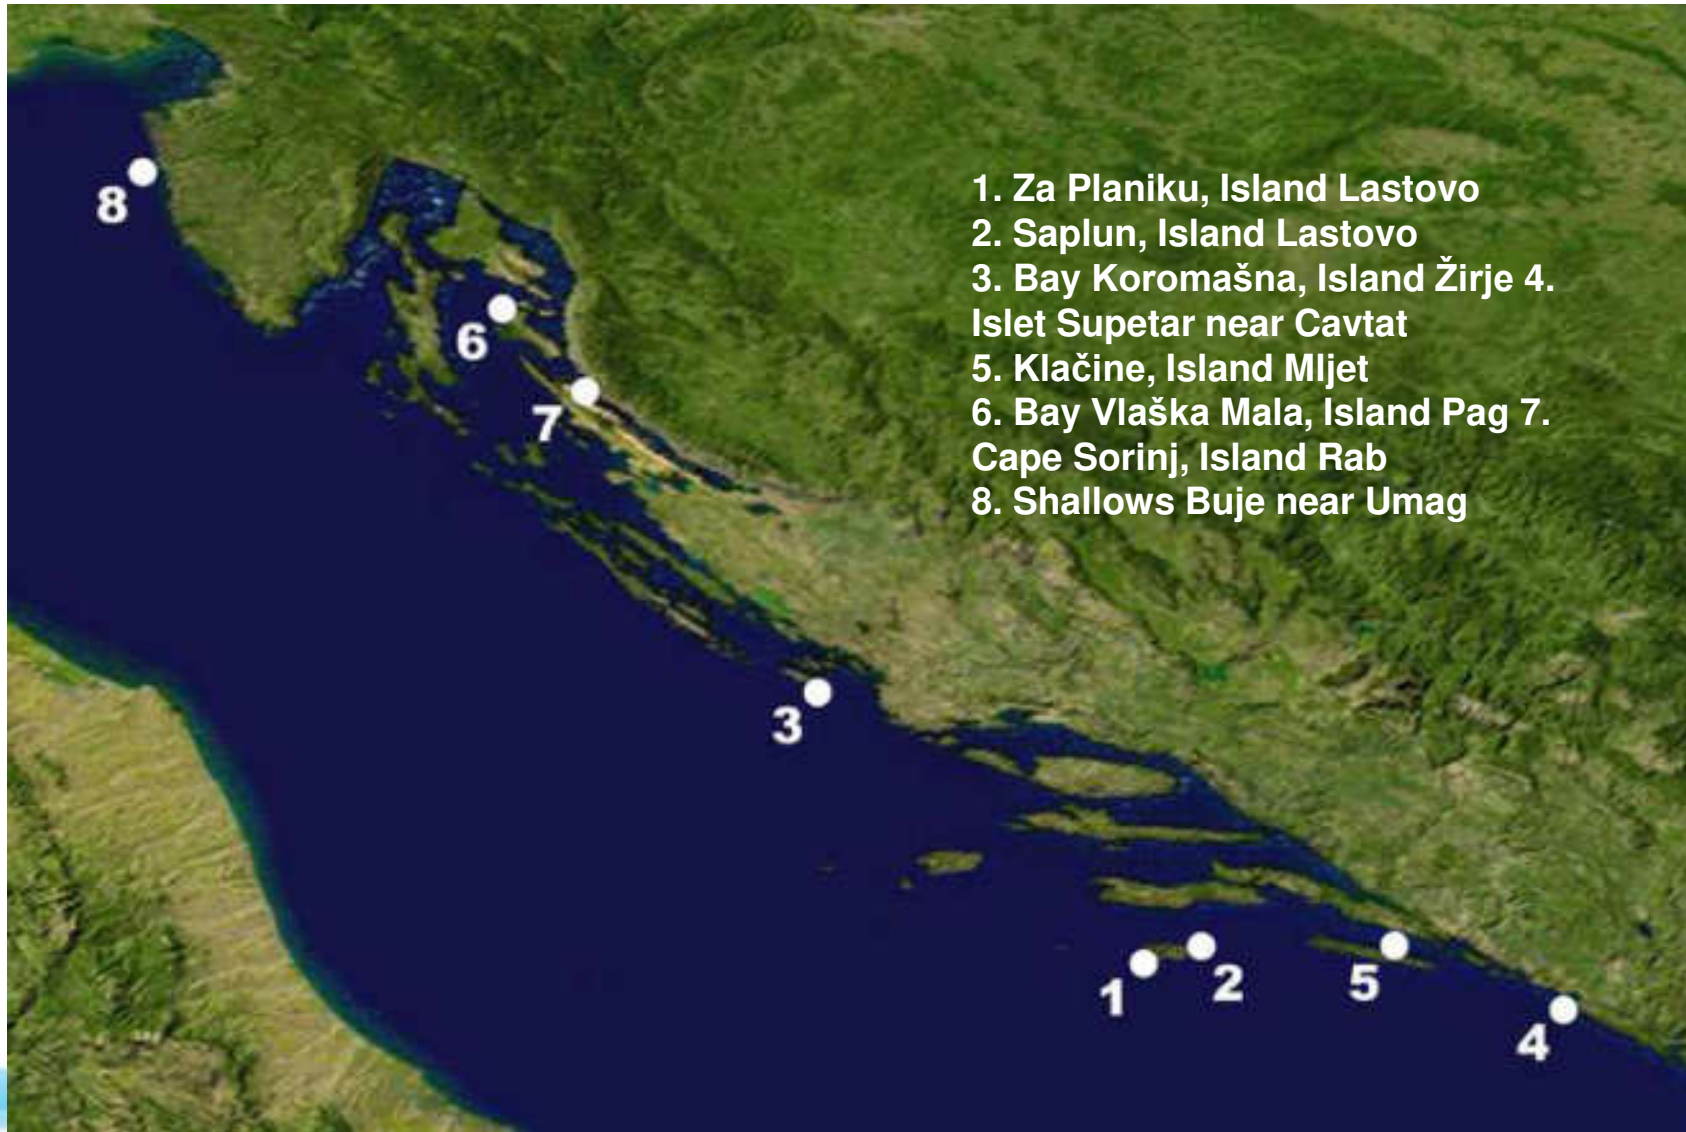 1. Za Planiku, Island Lastovo
2. Saplun, Island Lastovo
3. Bay Koromašna, Island Žirje 4.
Islet Supetar near Cavtat
5. Klačine, Island Mljet
6. Bay Vlaška Mala, Island Pag 7.
Cape Sorinj, Island Rab
8. Shallows Buje near Umag
8
6
7
3
1
2
5
4